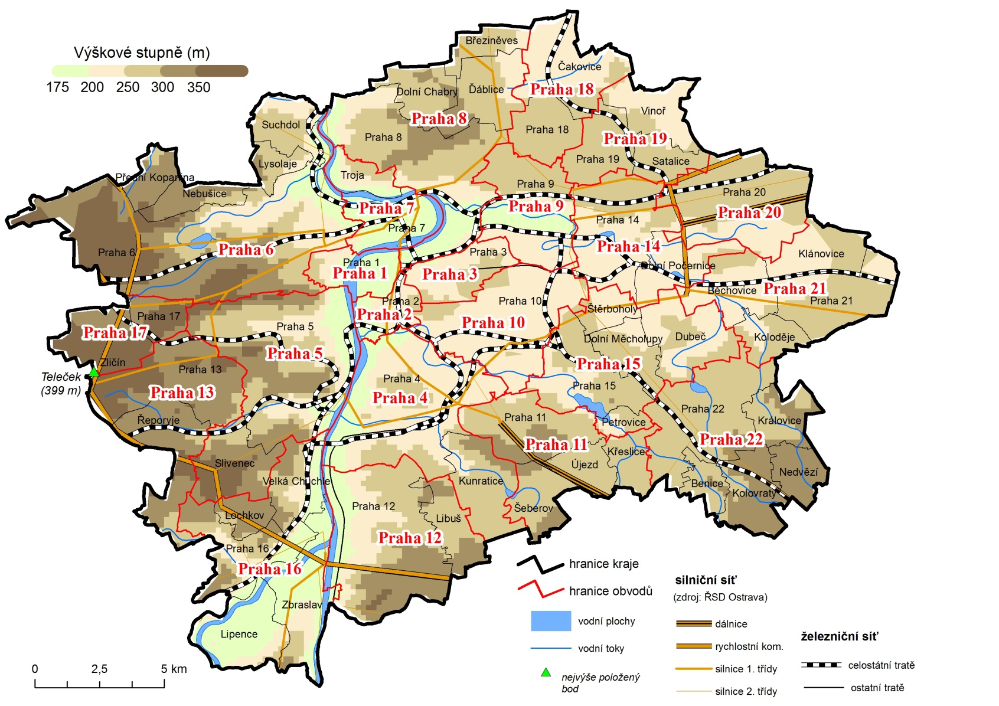 Výškové stupně (m)
175 200 250 300 350
Březiněves
Čakovice
Praha 18
Dolní Chabry
Ďáblice
Vinoř
Praha 8
Suchdol
Praha 18
Praha 8
Praha 19
Praha 19
Satalice
Lysolaje
Troja
Přední Kopanina
Nebušice
Praha 9
Praha 20
Praha 7
Praha 9
Praha 20
Praha 14
Praha 7
Praha 6
Praha 6
Praha 14
Praha 3
Klánovice
Praha 1
Dolní Počernice
Praha 1
Praha 3
Běchovice
Praha 21
Praha 2
Praha 10
Praha 21
Štěrboholy
Praha 17
Praha 2
Praha 10
Praha 5
Praha 17
Dolní Měcholupy
Dubeč
Koloděje
Praha 5
Zličín
Praha 15
Praha 13
Teleček
(399 m)
Praha 4
Praha 15
Praha 13
Praha 4
Praha 22
Řeporyje
Praha 11
Petrovice
Královice
Praha 22
Praha 11
Křeslice
Slivenec
Újezd
Nedvězí
Velká Chuchle
Kunratice
Benice
Kolovraty
Praha 12
Šeberov
Lochkov
Libuš
Praha 12
Praha 16
Praha 16
Zbraslav
Lipence
0 2,5 5 km
hranice kraje
hranice obvodů
vodní plochy
vodní toky
nejvýše položený
bod
silniční síť
(zdroj: ŘSD Ostrava)
dálnice
rychlostní kom.
silnice 1. třídy
silnice 2. třídy
železniční síť
celostátní tratě
ostatní tratě